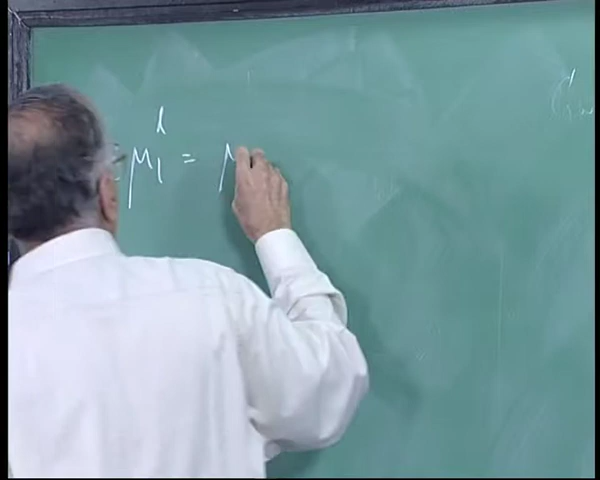 μ₁ˡ = μ